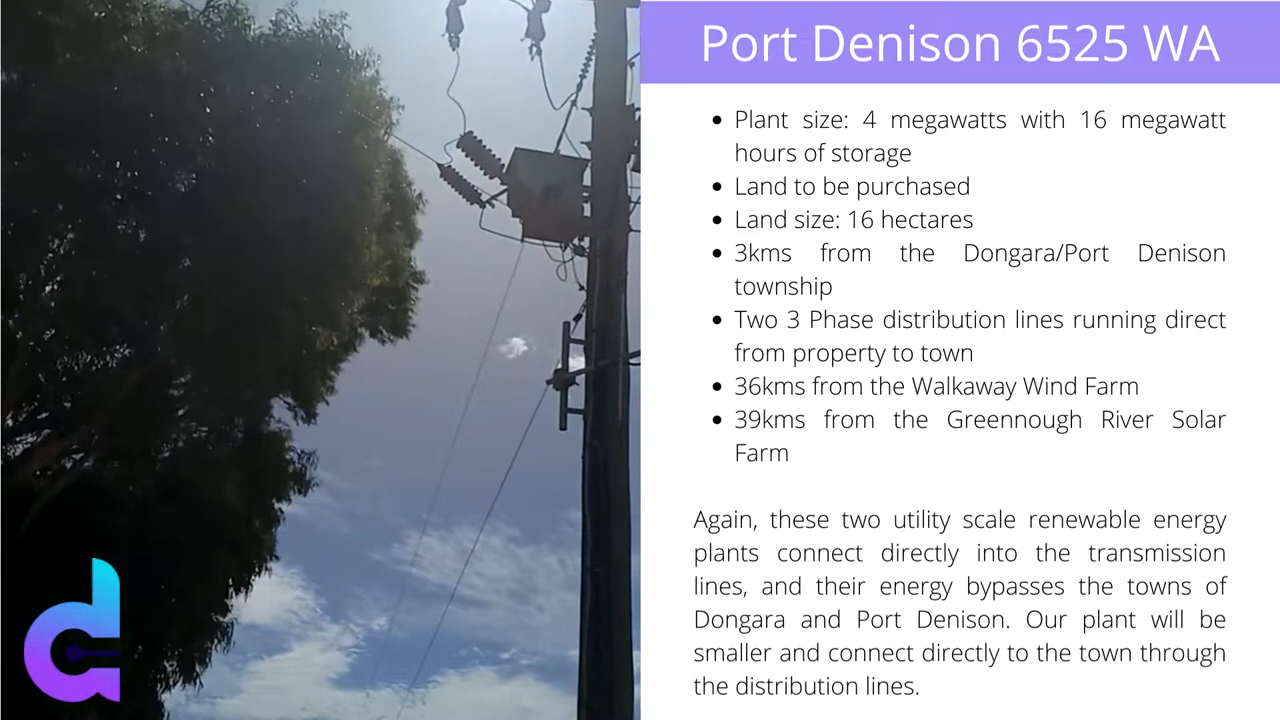 Port Denison 6525 WA
• Plant size: 4 megawatts with 16 megawatt
hours of storage
• Land to be purchased
• Land size: 16 hectares
• 3kms from the Dongara/Port Denison
township
• Two 3 Phase distribution lines running direct
from property to town
• 36kms from the Walkaway Wind Farm
• 39kms from the Greennough River Solar
Farm
Again, these two utility scale renewable energy
plants connect directly into the transmission
lines, and their energy bypasses the towns of
Dongara and Port Denison. Our plant will be
smaller and connect directly to the town through
the distribution lines.